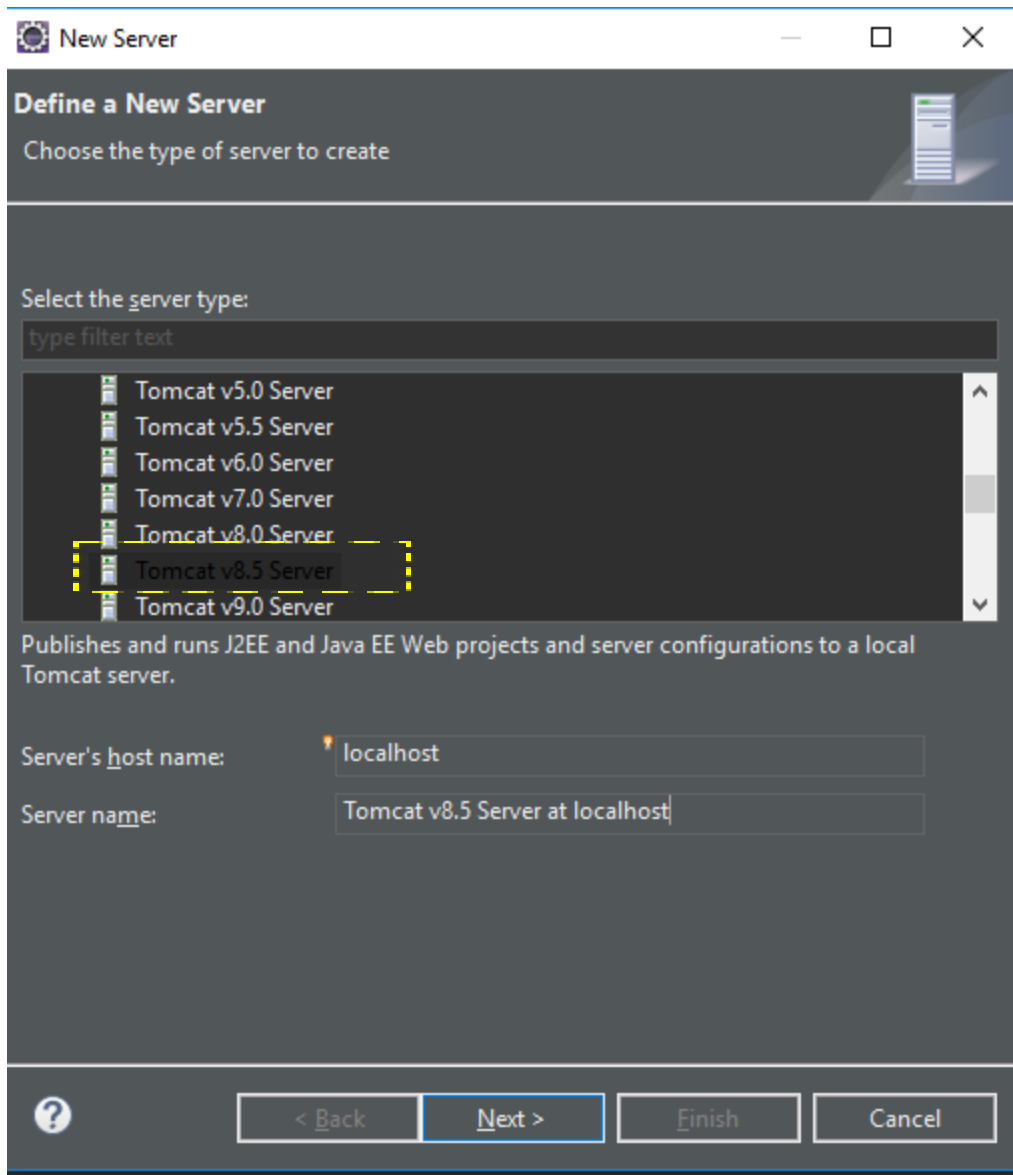 New Server
Define a New Server
Choose the type of server to create
Select the server type:
type filter text
Tomcat v5.0 Server
Tomcat v5.5 Server
Tomcat v6.0 Server
Tomcat v7.0 Server
Tomcat v8.0 Server
Tomcat v8.5 Server
Tomcat v9.0 Server
Publishes and runs J2EE and Java EE Web projects and server configurations to a local
Tomcat server.
Server's host name: localhost
Server name: Tomcat v8.5 Server at localhost
? < Back Next > Finish Cancel